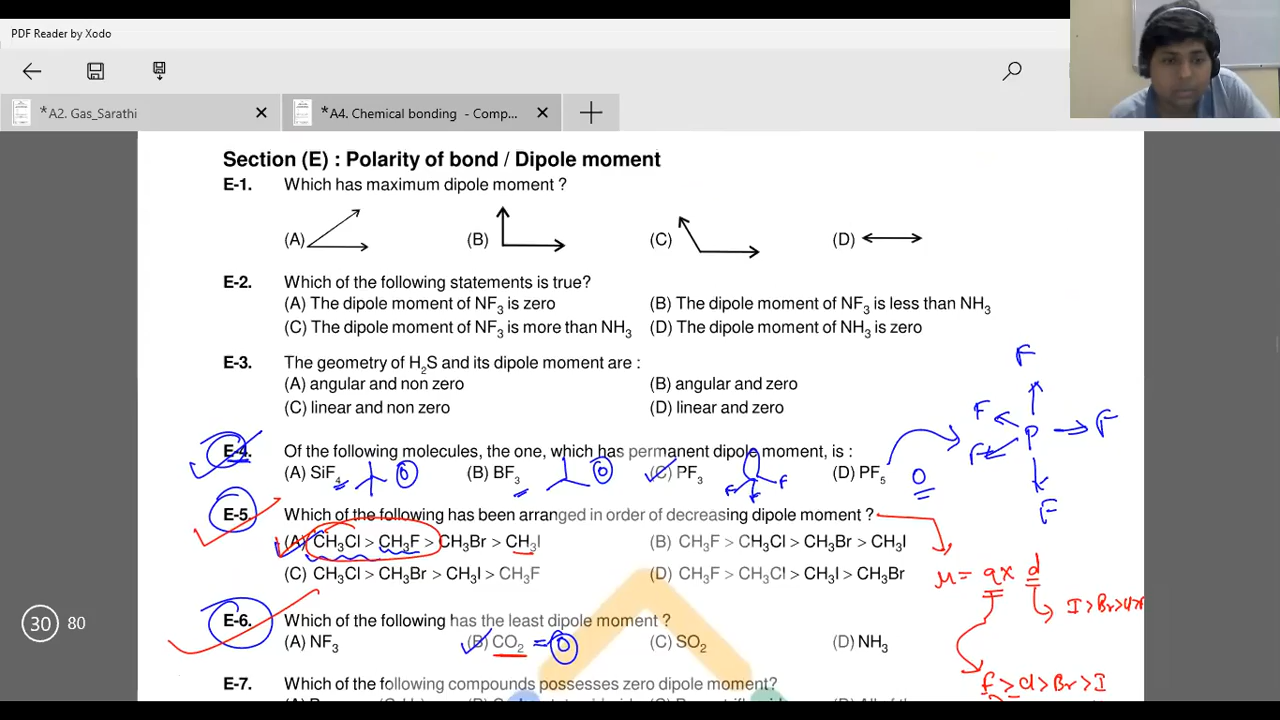 PDF Reader by Xodo
*A2. Gas_Sarathi
*A4. Chemical bonding - Comp...
Section (E) : Polarity of bond / Dipole moment
E-1. Which has maximum dipole moment ?
(A) (B) (C) (D)
E-2. Which of the following statements is true?
(A) The dipole moment of NF3 is zero (B) The dipole moment of NF3 is less than NH3
(C) The dipole moment of NF3 is more than NH3 (D) The dipole moment of NH3 is zero
E-3. The geometry of H2S and its dipole moment are :
(A) angular and non zero (B) angular and zero
(C) linear and non zero (D) linear and zero
F
F
P F
F
F
E-4. Of the following molecules, the one, which has permanent dipole moment, is :
(A) SiF4 0 (B) BF3 0 (C) PF3 F F F (D) PF5 0
E-5. Which of the following has been arranged in order of decreasing dipole moment ?
(A) CH3Cl > CH3F > CH3Br > CH3I (B) CH3F > CH3Cl > CH3Br > CH3I
(C) CH3Cl > CH3Br > CH3I > CH3F (D) CH3F > CH3Cl > CH3I > CH3Br
μ = q x d
I > Br > Cl >
30 80
E-6. Which of the following has the least dipole moment ?
(A) NF3 (B) CO2 = 0 (C) SO2 (D) NH3
f > Cl > Br > I
E-7. Which of the following compounds possesses zero dipole moment?